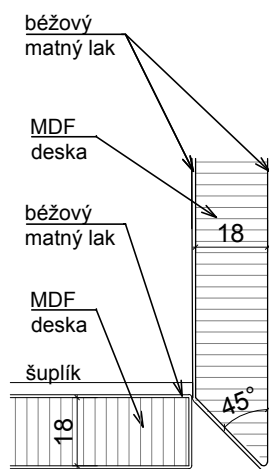 béžový
matný lak
MDF
deska
18
béžový
matný lak
MDF
deska
šuplík
45°
18